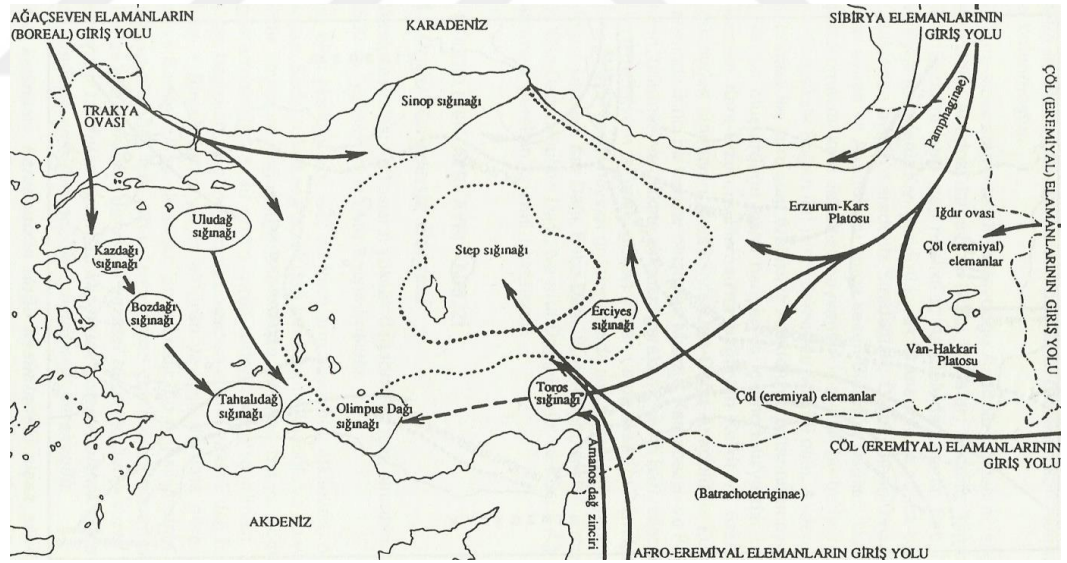 AĞAÇSEVEN ELAMANLARIN
(BOREAL) GİRİŞ YOLU
KARADENİZ
SİBİRYA ELEMANLARININ
GİRİŞ YOLU
ÇÖL (EREMİYAL) ELAMANLARININ GİRİŞ YOLU
TRAKYA
OVASI
Sinop sığınağı
Pamphaginae)
Uludağ
sığınağı
Kazdağı
sığınağı
Bozdağı
sığınağı
Step sığınağı
Erzurum-Kars
Platosu
Iğdır ovası
Çöl (eremiyal)
elemanlar
Erciyes
sığınağı
Van-Hakkari
Platosu
Tahtalıdağ
sığınağı
Olimpus Dağı
sığınağı
Toros
sığınağı
Çöl (eremiyal) elemanlar
ÇÖL (EREMİYAL) ELAMANLARININ
GİRİŞ YOLU
(Batrachotetriginae)
Amanos dağ zinciri
AKDENİZ
AFRO-EREMİYAL ELEMANLARIN GİRİŞ YOLU